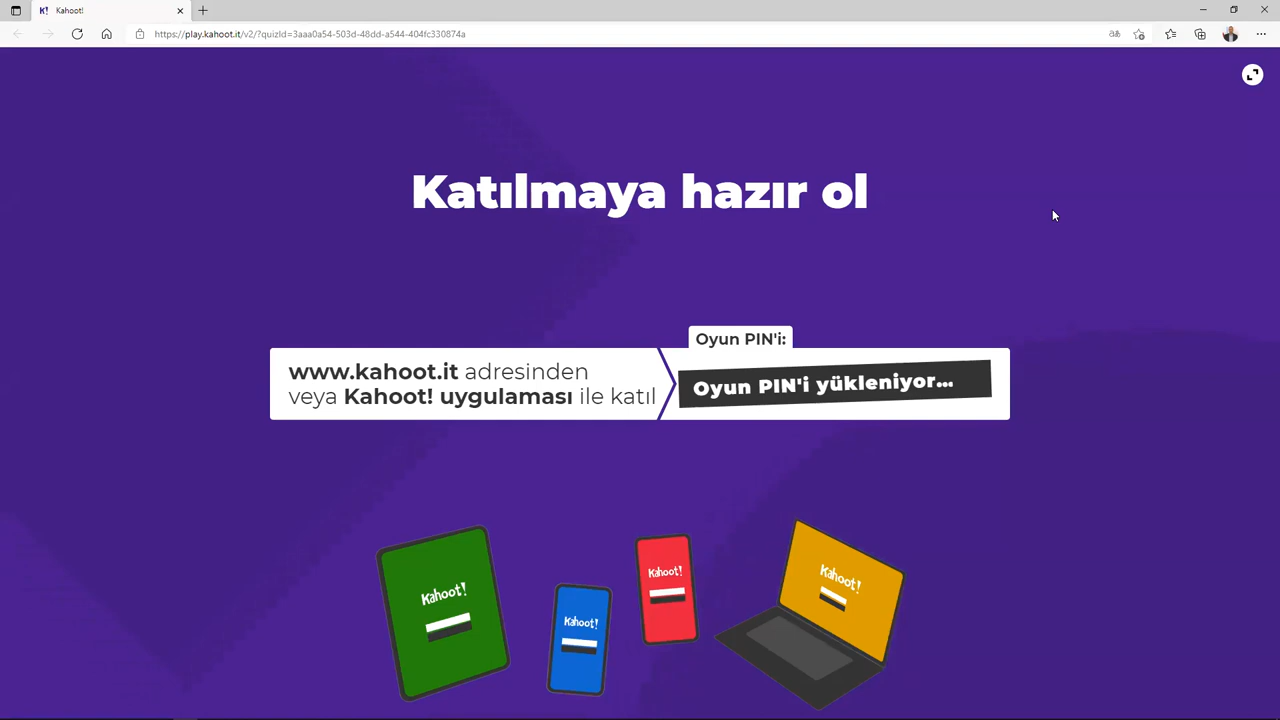 Kahoot!
https://play.kahoot.it/v2/?quizId=3aaa0a54-503d-48dd-a544-404fc330874a
Katılmaya hazır ol
Oyun PIN'i:
www.kahoot.it adresinden
veya Kahoot! uygulaması ile katıl
Oyun PIN'i yükleniyor...
Kahoot!
Kahoot!
Kahoot!
Kahoot!